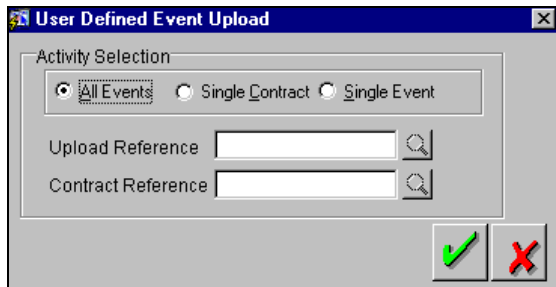 User Defined Event Upload
Activity Selection
All Events Single Contract Single Event
Upload Reference
Contract Reference